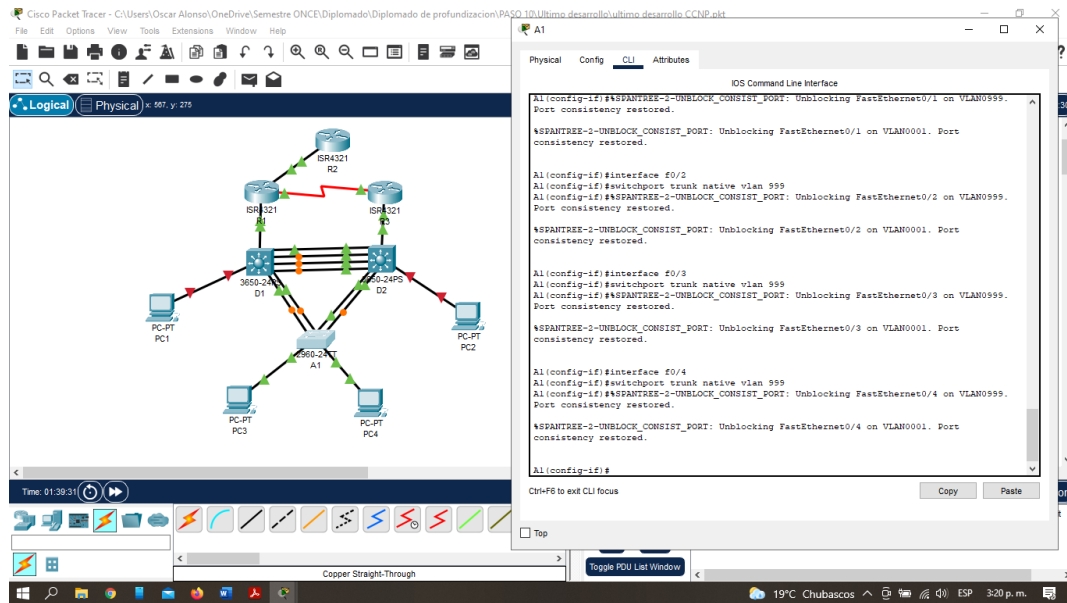 Cisco Packet Tracer - C:\Users\Oscar Alonso\OneDrive\Semestre ONCE\Diplomado\Diplomado de profundizacion\PASO 10\Ultimo desarrollo\ultimo desarrollo CCNP.pkt
File Edit Options View Tools Extensions Window Help
Logical Physical x: 567, y: 275
ISR4321
R2
ISR4321
R1
ISR4321
R3
3650-24PS
D1
3650-24PS
D2
PC-PT
PC1
PC-PT
PC2
2960-24TT
A1
PC-PT
PC3
PC-PT
PC4
Time: 01:39:31
Copper Straight-Through
Toggle PDU List Window
A1
Physical Config CLI Attributes
IOS Command Line Interface
A1(config-if)#%SPANTREE-2-UNBLOCK_CONSIST_PORT: Unblocking FastEthernet0/1 on VLAN0999.
Port consistency restored.
%SPANTREE-2-UNBLOCK_CONSIST_PORT: Unblocking FastEthernet0/1 on VLAN0001. Port
consistency restored.
A1(config-if)#interface f0/2
A1(config-if)#switchport trunk native vlan 999
A1(config-if)#%SPANTREE-2-UNBLOCK_CONSIST_PORT: Unblocking FastEthernet0/2 on VLAN0999.
Port consistency restored.
%SPANTREE-2-UNBLOCK_CONSIST_PORT: Unblocking FastEthernet0/2 on VLAN0001. Port
consistency restored.
A1(config-if)#interface f0/3
A1(config-if)#switchport trunk native vlan 999
A1(config-if)#%SPANTREE-2-UNBLOCK_CONSIST_PORT: Unblocking FastEthernet0/3 on VLAN0999.
Port consistency restored.
%SPANTREE-2-UNBLOCK_CONSIST_PORT: Unblocking FastEthernet0/3 on VLAN0001. Port
consistency restored.
A1(config-if)#interface f0/4
A1(config-if)#switchport trunk native vlan 999
A1(config-if)#%SPANTREE-2-UNBLOCK_CONSIST_PORT: Unblocking FastEthernet0/4 on VLAN0999.
Port consistency restored.
%SPANTREE-2-UNBLOCK_CONSIST_PORT: Unblocking FastEthernet0/4 on VLAN0001. Port
consistency restored.
A1(config-if)#
Ctrl+F6 to exit CLI focus
Copy Paste
Top
19°C Chubascos ESP 3:20 p. m.